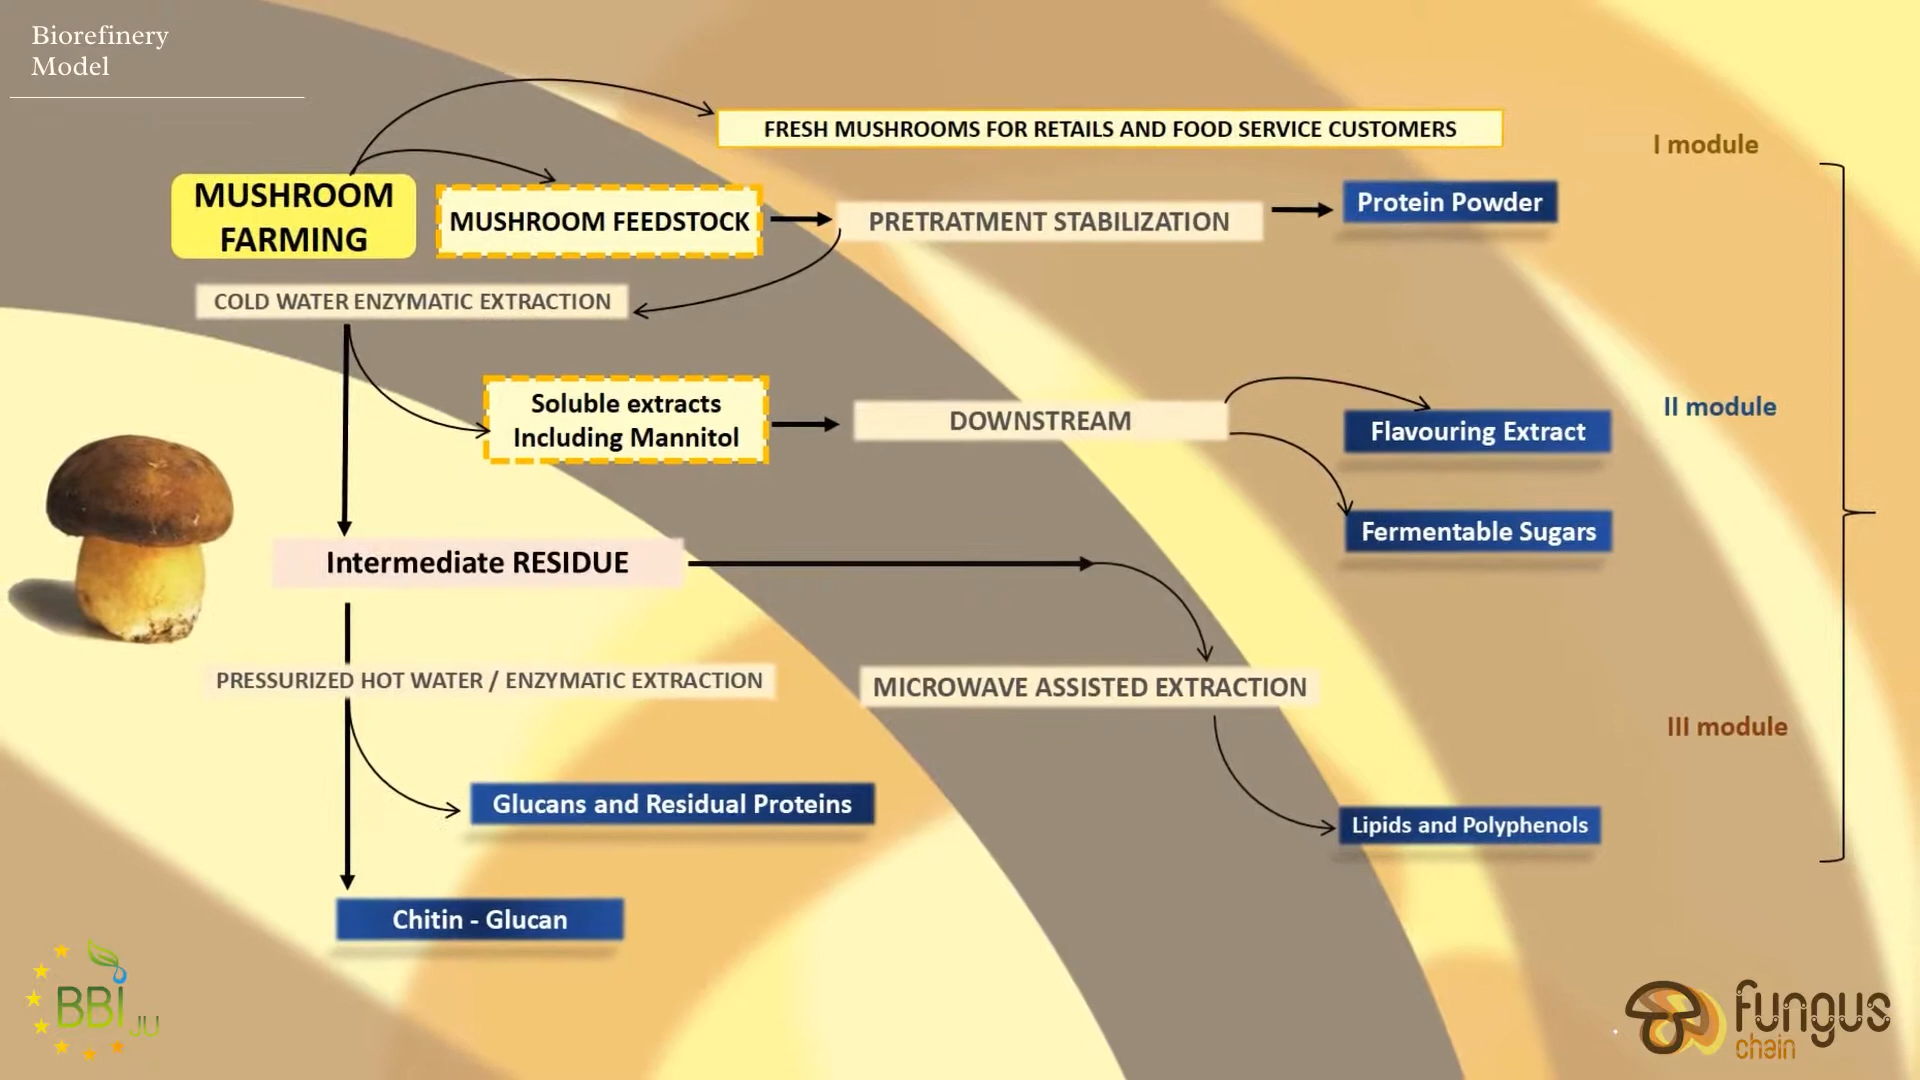 Biorefinery
Model
FRESH MUSHROOMS FOR RETAILS AND FOOD SERVICE CUSTOMERS
I module
MUSHROOM
FARMING
MUSHROOM FEEDSTOCK
PRETRATMENT STABILIZATION
Protein Powder
COLD WATER ENZYMATIC EXTRACTION
Soluble extracts
Including Mannitol
DOWNSTREAM
Flavouring Extract
II module
Fermentable Sugars
Intermediate RESIDUE
PRESSURIZED HOT WATER / ENZYMATIC EXTRACTION
MICROWAVE ASSISTED EXTRACTION
III module
Glucans and Residual Proteins
Lipids and Polyphenols
Chitin - Glucan
BBI JU
fungus
chain